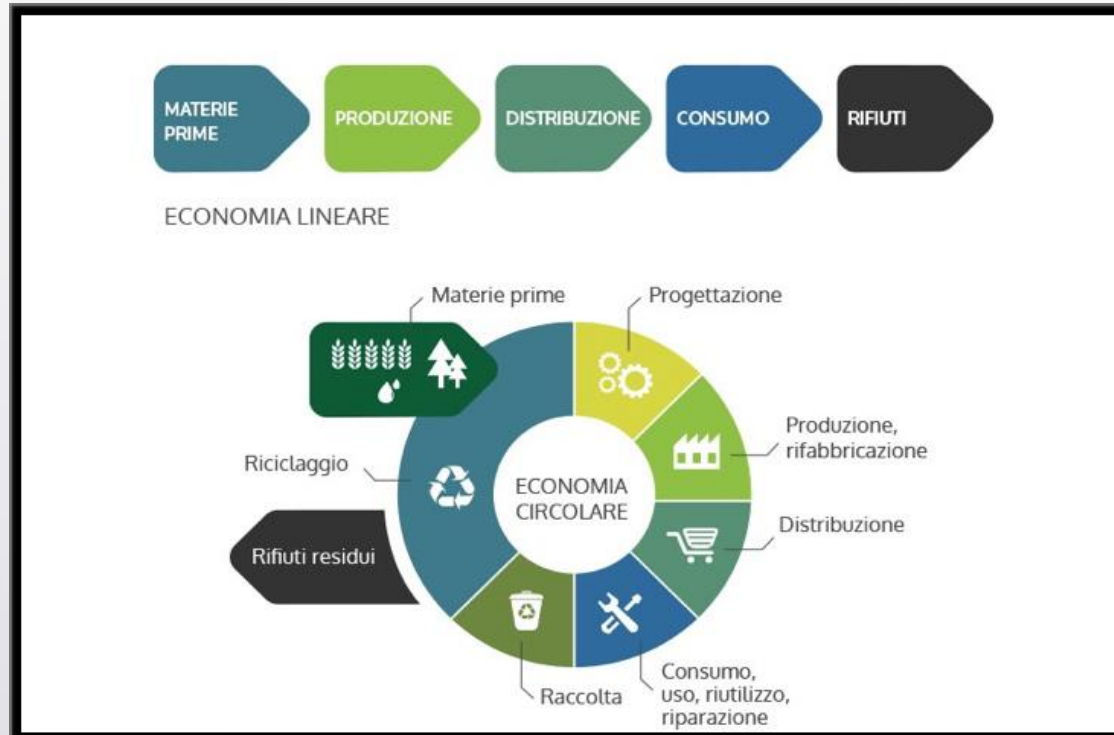 MATERIE
PRIME
PRODUZIONE
DISTRIBUZIONE
CONSUMO
RIFIUTI
ECONOMIA LINEARE
Materie prime
Progettazione
Produzione,
rifabbricazione
Riciclaggio
ECONOMIA
CIRCOLARE
Distribuzione
Rifiuti residui
Raccolta
Consumo,
uso, riutilizzo,
riparazione